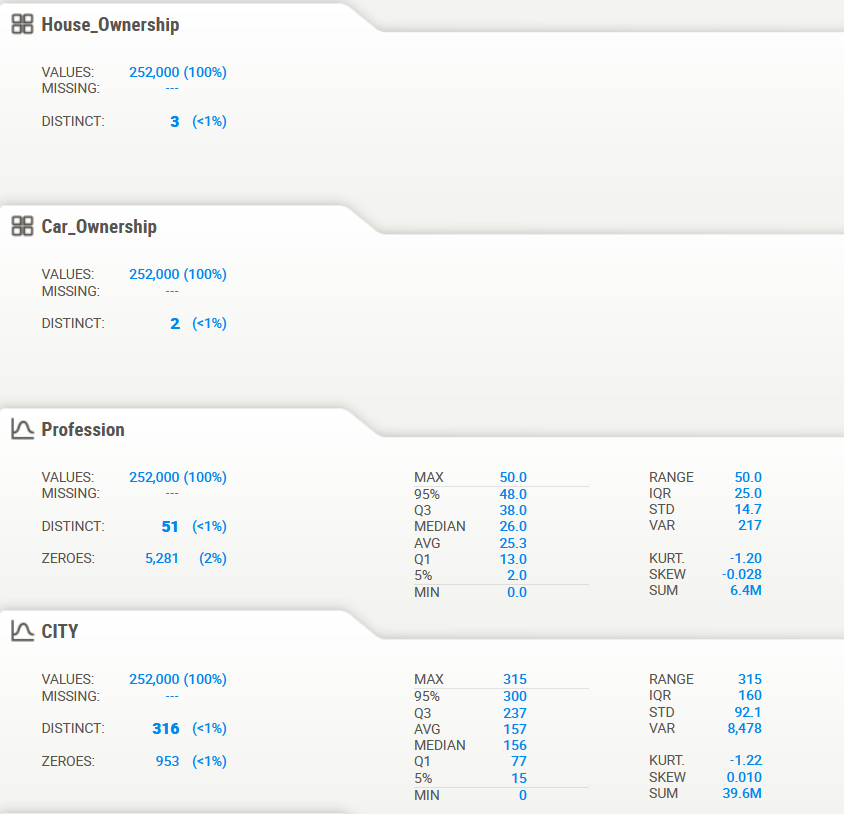 House_Ownership
VALUES: 252,000 (100%)
MISSING: ---
DISTINCT: 3 (<1%)
Car_Ownership
VALUES: 252,000 (100%)
MISSING: ---
DISTINCT: 2 (<1%)
Profession
VALUES: 252,000 (100%)
MISSING: ---
DISTINCT: 51 (<1%)
ZEROES: 5,281 (2%)
MAX 50.0
95% 48.0
Q3 38.0
MEDIAN 26.0
AVG 25.3
Q1 13.0
5% 2.0
MIN 0.0
RANGE 50.0
IQR 25.0
STD 14.7
VAR 217
KURT. -1.20
SKEW -0.028
SUM 6.4M
CITY
VALUES: 252,000 (100%)
MISSING: ---
DISTINCT: 316 (<1%)
ZEROES: 953 (<1%)
MAX 315
95% 300
Q3 237
AVG 157
MEDIAN 156
Q1 77
5% 15
MIN 0
RANGE 315
IQR 160
STD 92.1
VAR 8,478
KURT. -1.22
SKEW 0.010
SUM 39.6M